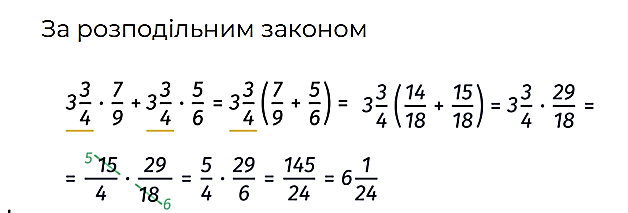 За розподільним законом
3 3/4 · 7/9 + 3 3/4 · 5/6 = 3 3/4 (7/9 + 5/6) = 3 3/4 (14/18 + 15/18) = 3 3/4 · 29/18 =
= 5 15/4 · 29/18 6 = 5/4 · 29/6 = 145/24 = 6 1/24
.